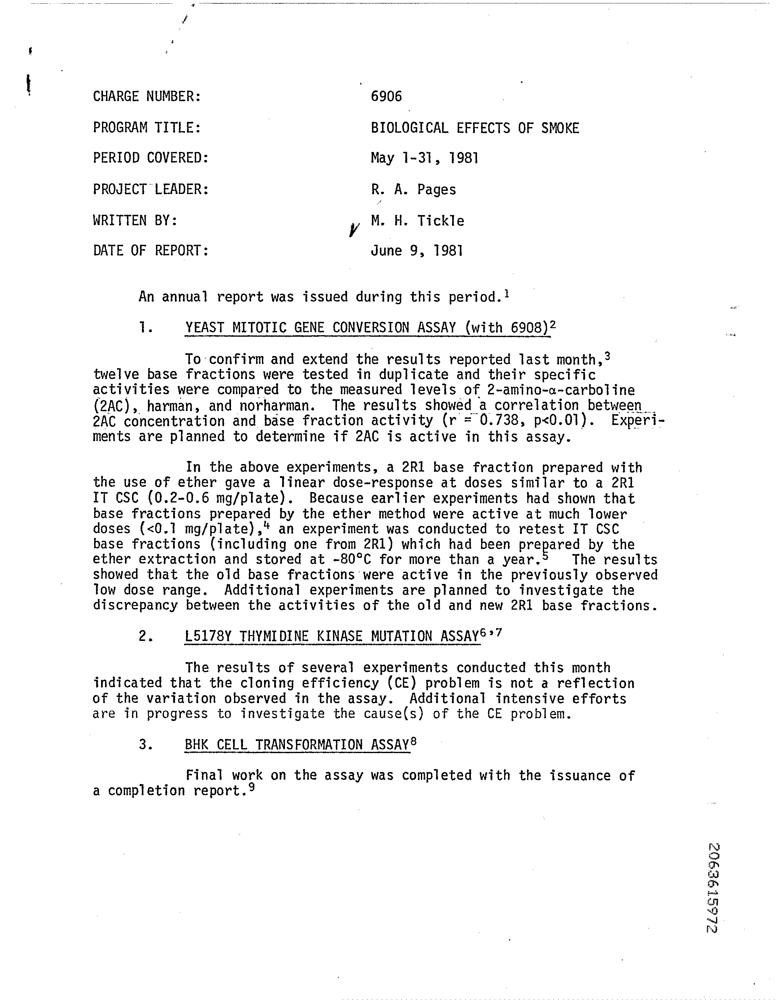 CHARGE NUMBER: 6906
PROGRAM TITLE: BIOLOGICAL EFFECTS OF SMOKE
PERIOD COVERED: May 1-31, 1981
PROJECT LEADER: R. A. Pages
WRITTEN BY: M. H. Tickle
DATE OF REPORT: June 9, 1981
An annual report was issued during this period.1
1. YEAST MITOTIC GENE CONVERSION ASSAY (with 6908)2
To confirm and extend the results reported last month,3
twelve base fractions were tested in duplicate and their specific
activities were compared to the measured levels of 2-amino-α-carboline
(2AC), harman, and norharman. The results showed a correlation between
2AC concentration and base fraction activity (r = 0.738, p<0.01). Experi-
ments are planned to determine if 2AC is active in this assay.
In the above experiments, a 2R1 base fraction prepared with
the use of ether gave a linear dose-response at doses similar to a 2R1
IT CSC (0.2-0.6 mg/plate). Because earlier experiments had shown that
base fractions prepared by the ether method were active at much lower
doses (<0.1 mg/plate),4 an experiment was conducted to retest IT CSC
base fractions (including one from 2R1) which had been prepared by the
ether extraction and stored at -80°C for more than a year.5 The results
showed that the old base fractions were active in the previously observed
low dose range. Additional experiments are planned to investigate the
discrepancy between the activities of the old and new 2R1 base fractions.
2. L5178Y THYMIDINE KINASE MUTATION ASSAY6,7
The results of several experiments conducted this month
indicated that the cloning efficiency (CE) problem is not a reflection
of the variation observed in the assay. Additional intensive efforts
are in progress to investigate the cause(s) of the CE problem.
3. BHK CELL TRANSFORMATION ASSAY8
Final work on the assay was completed with the issuance of
a completion report.9
2063615972